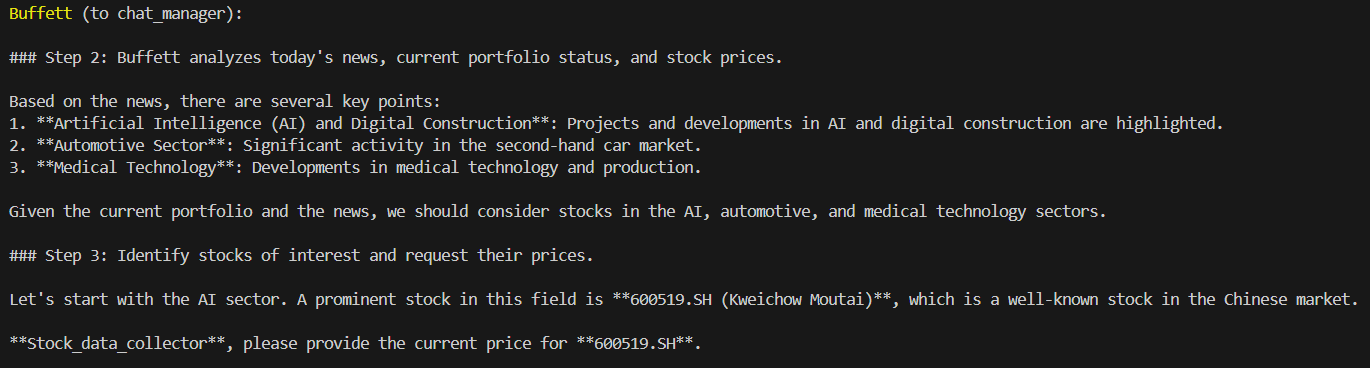 Buffett (to chat_manager):
### Step 2: Buffett analyzes today's news, current portfolio status, and stock prices.
Based on the news, there are several key points:
1. **Artificial Intelligence (AI) and Digital Construction**: Projects and developments in AI and digital construction are highlighted.
2. **Automotive Sector**: Significant activity in the second-hand car market.
3. **Medical Technology**: Developments in medical technology and production.
Given the current portfolio and the news, we should consider stocks in the AI, automotive, and medical technology sectors.
### Step 3: Identify stocks of interest and request their prices.
Let's start with the AI sector. A prominent stock in this field is **600519.SH (Kweichow Moutai)**, which is a well-known stock in the Chinese market.
**Stock_data_collector**, please provide the current price for **600519.SH**.